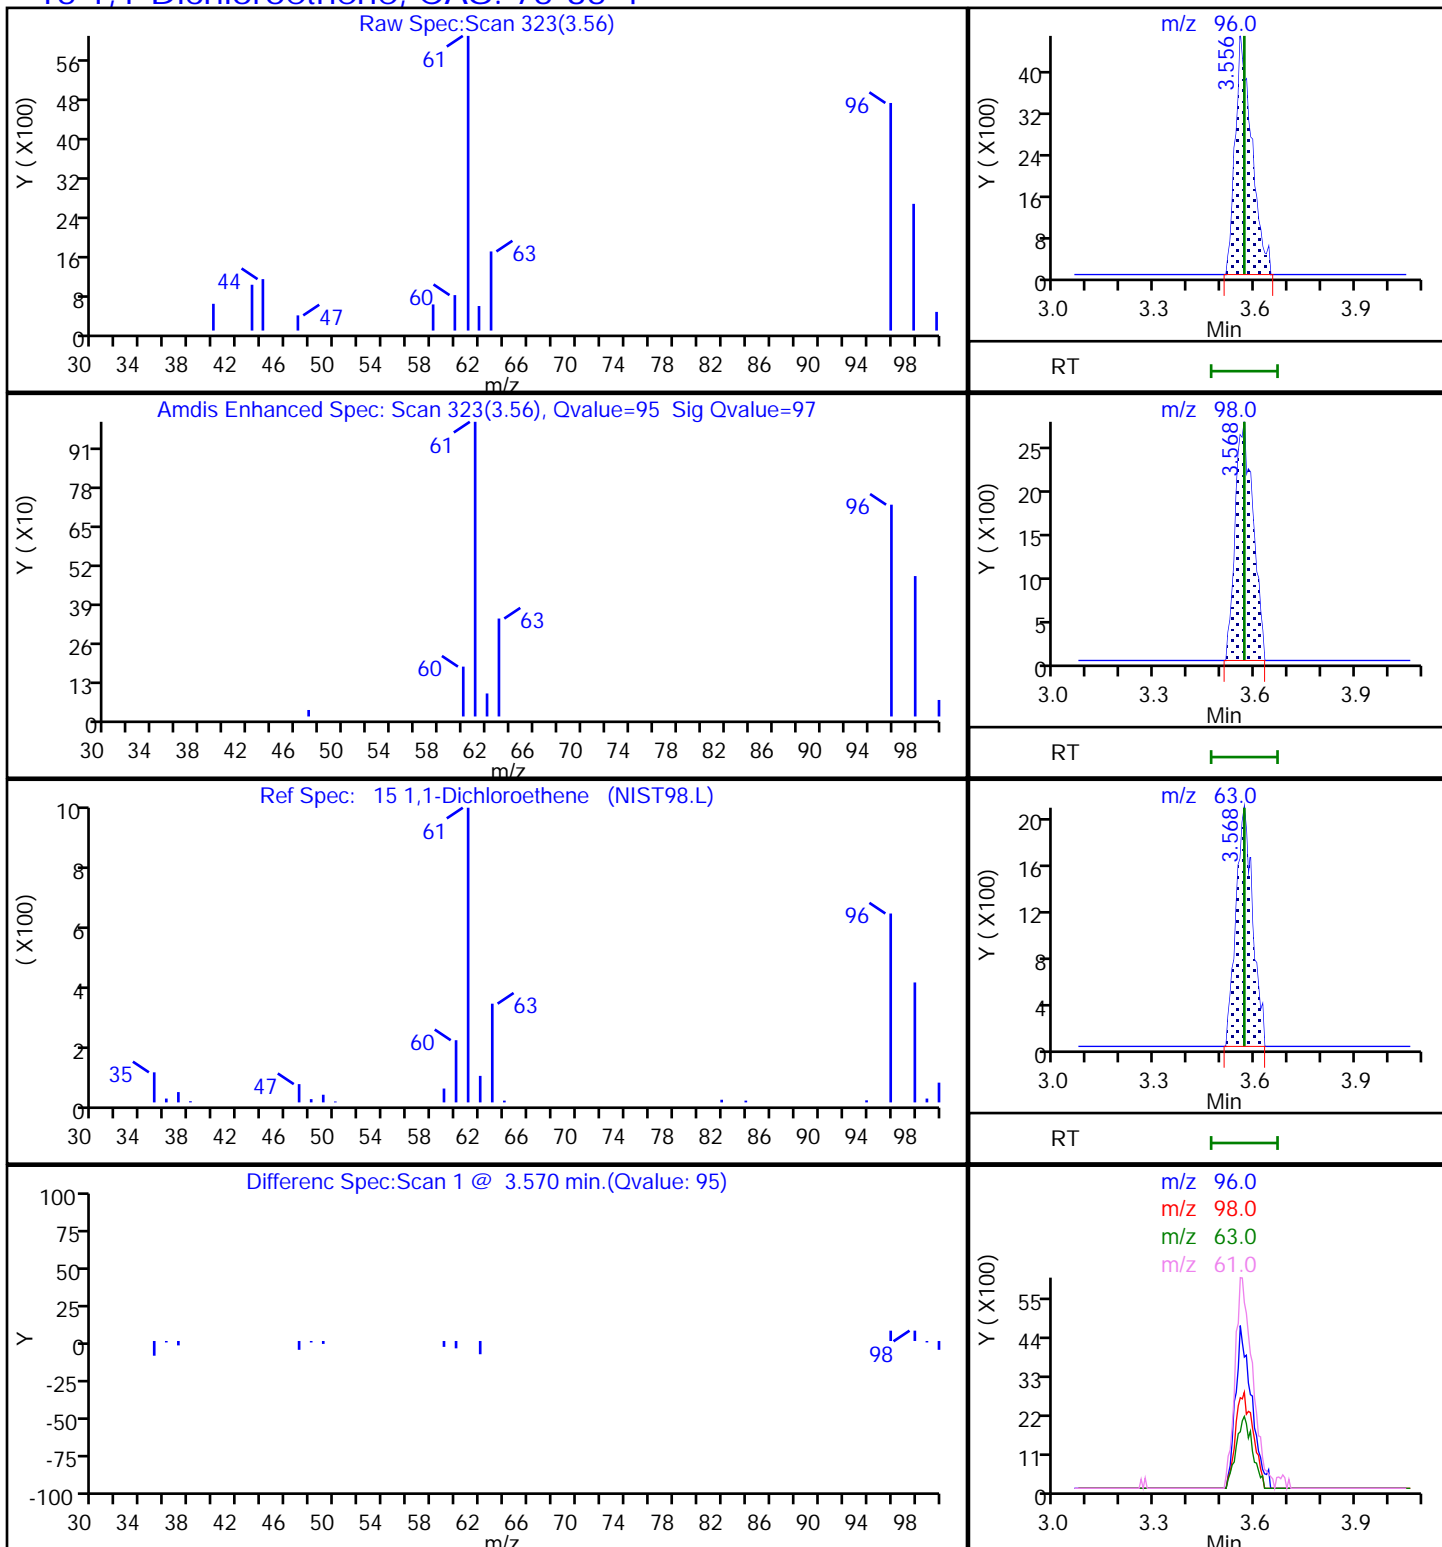 Raw Spec:Scan 323(3.56)
Y ( X100)
56
48
40
32
24
16
8
0
61
96
44
47
60
63
30 34 38 42 46 50 54 58 62 66 70 74 78 82 86 90 94 98
m/z
m/z 96.0
3.556
Y ( X100)
40
32
24
16
8
0
3.0 3.3 3.6 3.9
Min
RT
Amdis Enhanced Spec: Scan 323(3.56), Qvalue=95 Sig Qvalue=97
Y ( X10)
91
78
65
52
39
26
13
0
61
96
60
63
30 34 38 42 46 50 54 58 62 66 70 74 78 82 86 90 94 98
m/z
m/z 98.0
3.568
Y ( X100)
25
20
15
10
5
0
3.0 3.3 3.6 3.9
Min
RT
Ref Spec: 15 1,1-Dichloroethene (NIST98.L)
( X100)
10
8
6
4
2
0
61
96
35
47
60
63
30 34 38 42 46 50 54 58 62 66 70 74 78 82 86 90 94 98
m/z 63.0
3.568
Y ( X100)
20
16
12
8
4
0
3.0 3.3 3.6 3.9
Min
RT
Differenc Spec:Scan 1 @ 3.570 min.(Qvalue: 95)
Y
100
75
50
25
0
-25
-50
-75
-100
98
30 34 38 42 46 50 54 58 62 66 70 74 78 82 86 90 94 98
m/z
m/z 96.0
m/z 98.0
m/z 63.0
m/z 61.0
Y ( X100)
55
44
33
22
11
0
3.0 3.3 3.6 3.9
Min